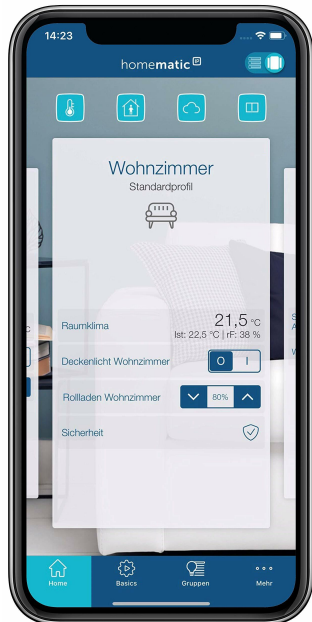 14:23
homematic IP
Wohnzimmer
Standardprofil
Raumklima
21,5 °C
Ist: 22,5 °C | rF: 38 %
Deckenlicht Wohnzimmer
O I
Rollladen Wohnzimmer
80%
Sicherheit
Home Basics Gruppen Mehr